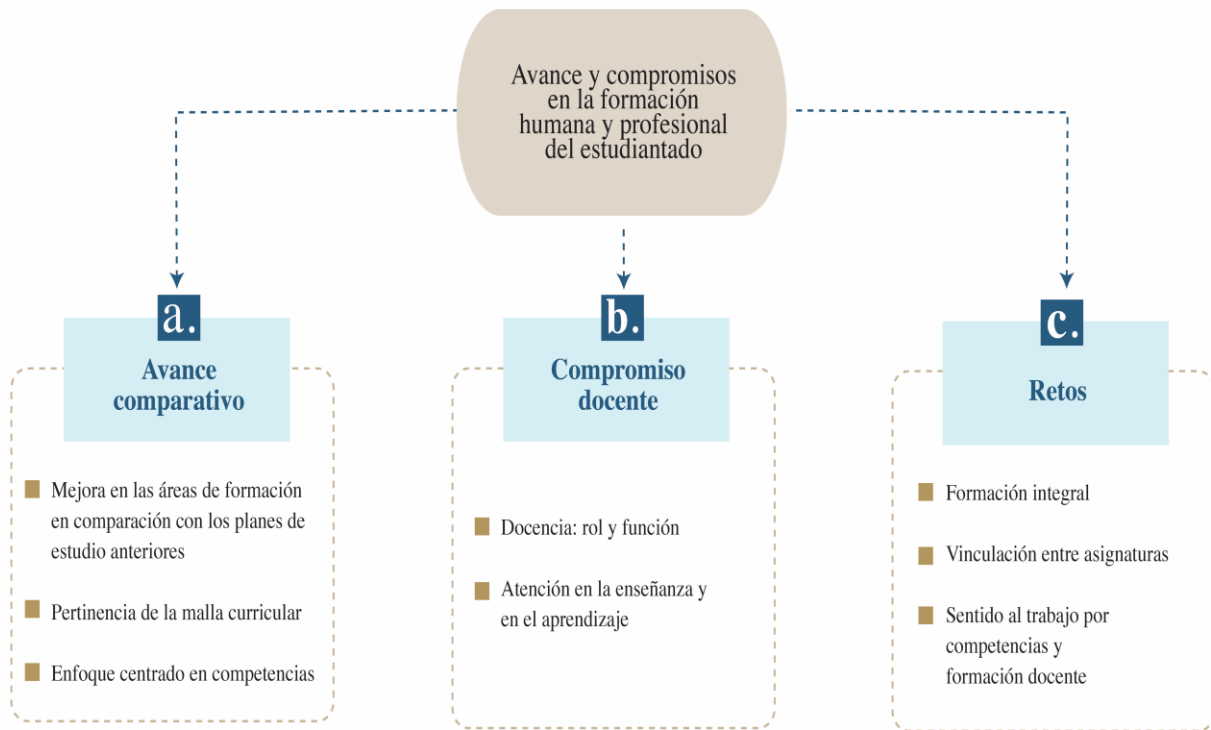 Avance y compromisos
en la formación
humana y profesional
del estudiantado
a.
Avance
comparativo
Mejora en las áreas de formación
en comparación con los planes de
estudio anteriores
Pertinencia de la malla curricular
Enfoque centrado en competencias
b.
Compromiso
docente
Docencia: rol y función
Atención en la enseñanza y
en el aprendizaje
c.
Retos
Formación integral
Vinculación entre asignaturas
Sentido al trabajo por
competencias y
formación docente